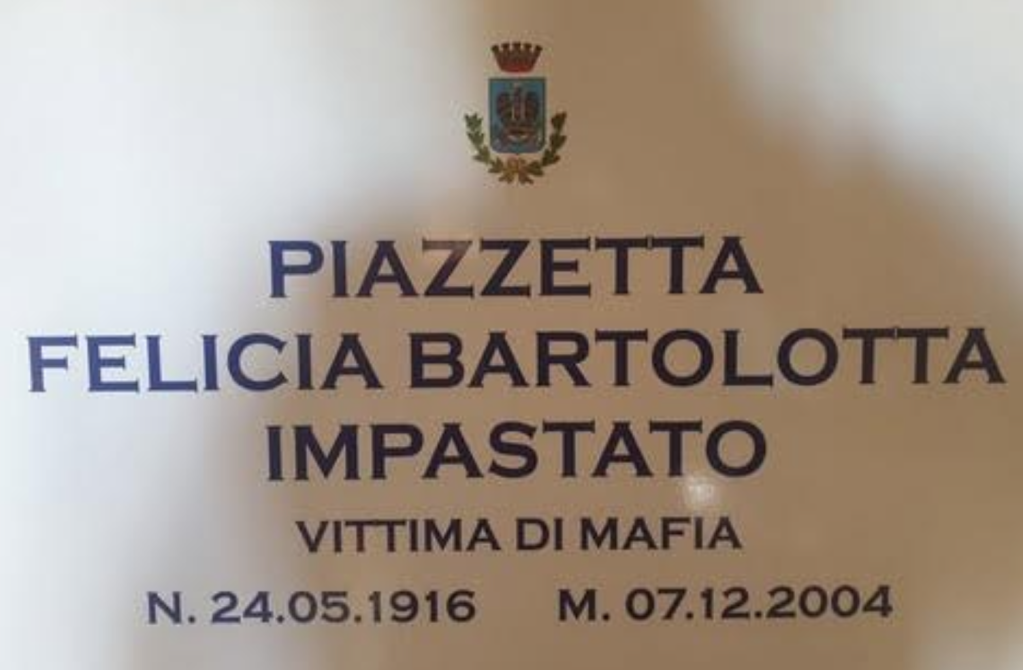 PIAZZETTA
FELICIA BARTOLOTTA
IMPASTATO
VITTIMA DI MAFIA
N. 24.05.1916 M. 07.12.2004